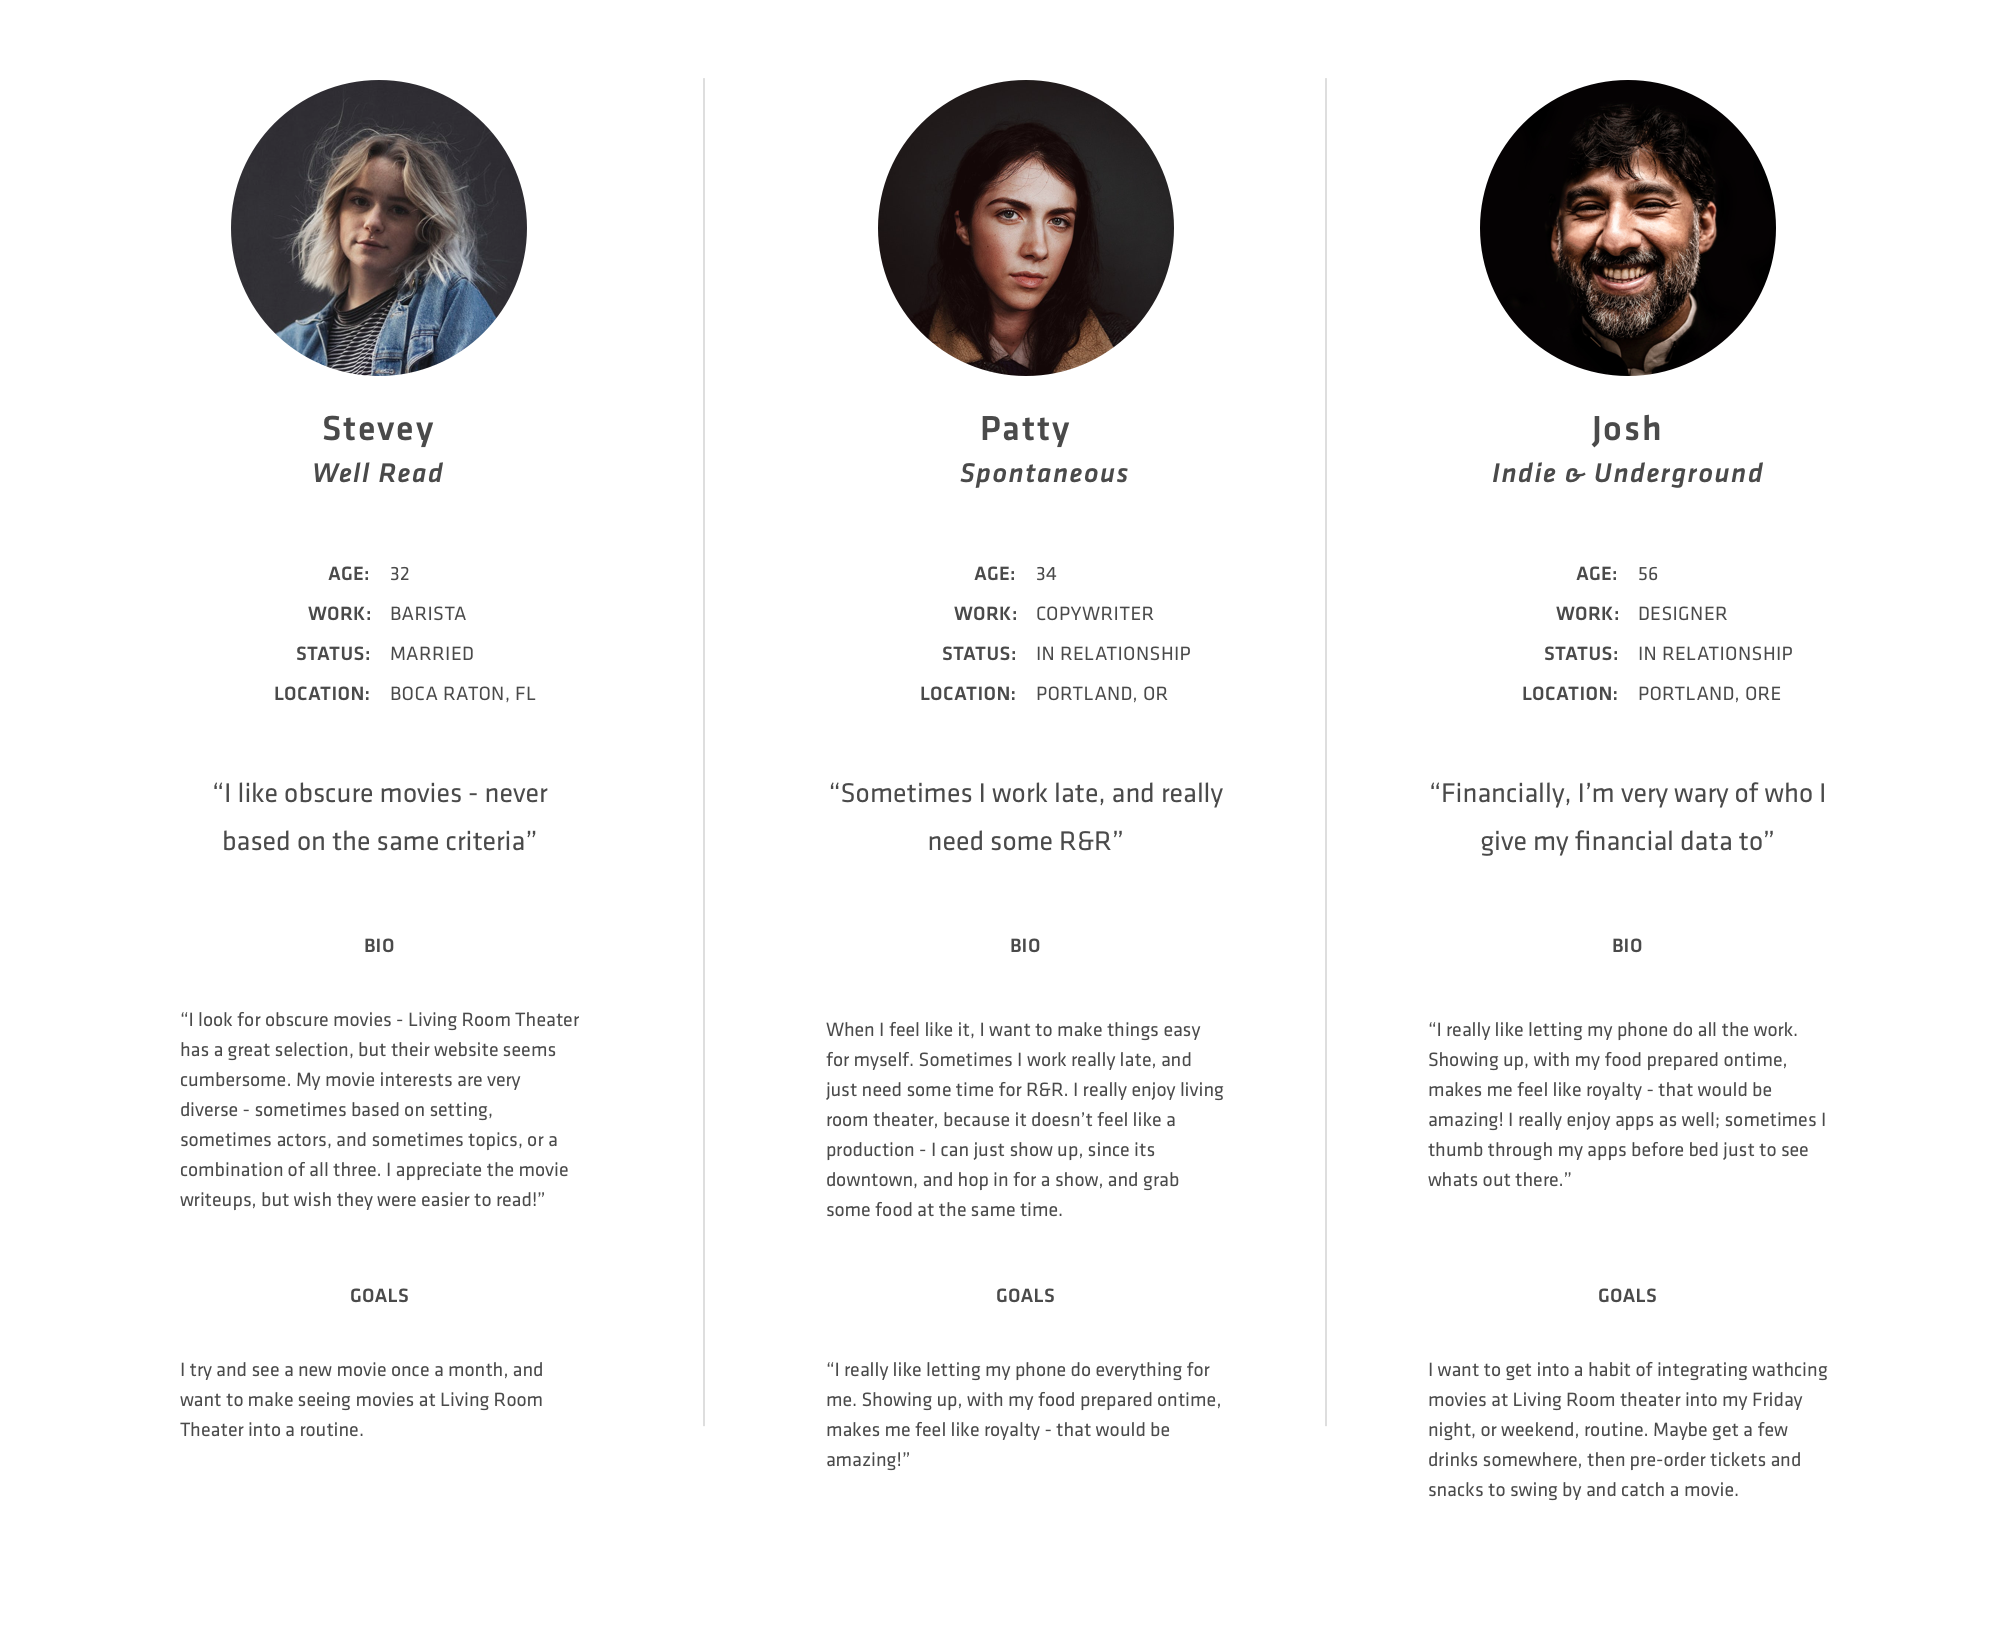 Stevey
Well Read
AGE: 32
WORK: BARISTA
STATUS: MARRIED
LOCATION: BOCA RATON, FL
“I like obscure movies - never
based on the same criteria”
BIO
“I look for obscure movies - Living Room Theater
has a great selection, but their website seems
cumbersome. My movie interests are very
diverse - sometimes based on setting,
sometimes actors, and sometimes topics, or a
combination of all three. I appreciate the movie
writeups, but wish they were easier to read!”
GOALS
I try and see a new movie once a month, and
want to make seeing movies at Living Room
Theater into a routine.
Patty
Spontaneous
AGE: 34
WORK: COPYWRITER
STATUS: IN RELATIONSHIP
LOCATION: PORTLAND, OR
“Sometimes I work late, and really
need some R&R”
BIO
When I feel like it, I want to make things easy
for myself. Sometimes I work really late, and
just need some time for R&R. I really enjoy living
room theater, because it doesn’t feel like a
production - I can just show up, since its
downtown, and hop in for a show, and grab
some food at the same time.
GOALS
“I really like letting my phone do everything for
me. Showing up, with my food prepared ontime,
makes me feel like royalty - that would be
amazing!”
Josh
Indie & Underground
AGE: 56
WORK: DESIGNER
STATUS: IN RELATIONSHIP
LOCATION: PORTLAND, ORE
“Financially, I’m very wary of who I
give my financial data to”
BIO
“I really like letting my phone do all the work.
Showing up, with my food prepared ontime,
makes me feel like royalty - that would be
amazing! I really enjoy apps as well; sometimes I
thumb through my apps before bed just to see
whats out there.”
GOALS
I want to get into a habit of integrating wathcing
movies at Living Room theater into my Friday
night, or weekend, routine. Maybe get a few
drinks somewhere, then pre-order tickets and
snacks to swing by and catch a movie.